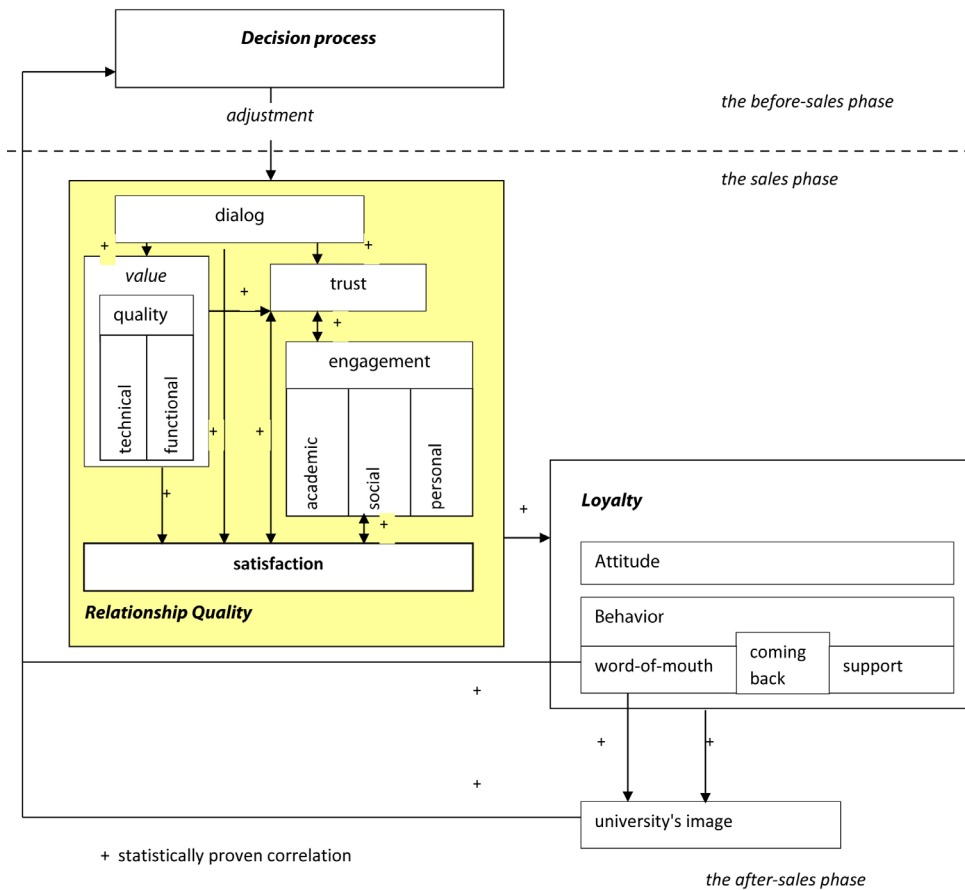 Decision process
the before-sales phase
adjustment
the sales phase
dialog
+
+
value
trust
+
quality
+
engagement
technical
functional
academic
social
personal
+
+
+
+
+
satisfaction
Relationship Quality
Loyalty
Attitude
Behavior
word-of-mouth
coming
back
support
+
+
+
+
university's image
+ statistically proven correlation
the after-sales phase